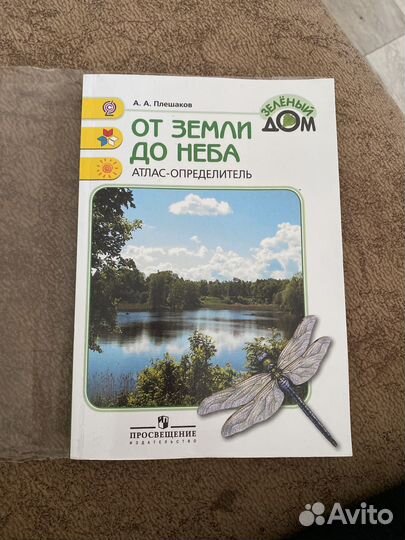 А. А. Плешаков
ЗЕЛЁНЫЙ
ДОМ
ОТ ЗЕМЛИ
ДО НЕБА
АТЛАС-ОПРЕДЕЛИТЕЛЬ
ПРОСВЕЩЕНИЕ
ИЗДАТЕЛЬСТВО
Avito